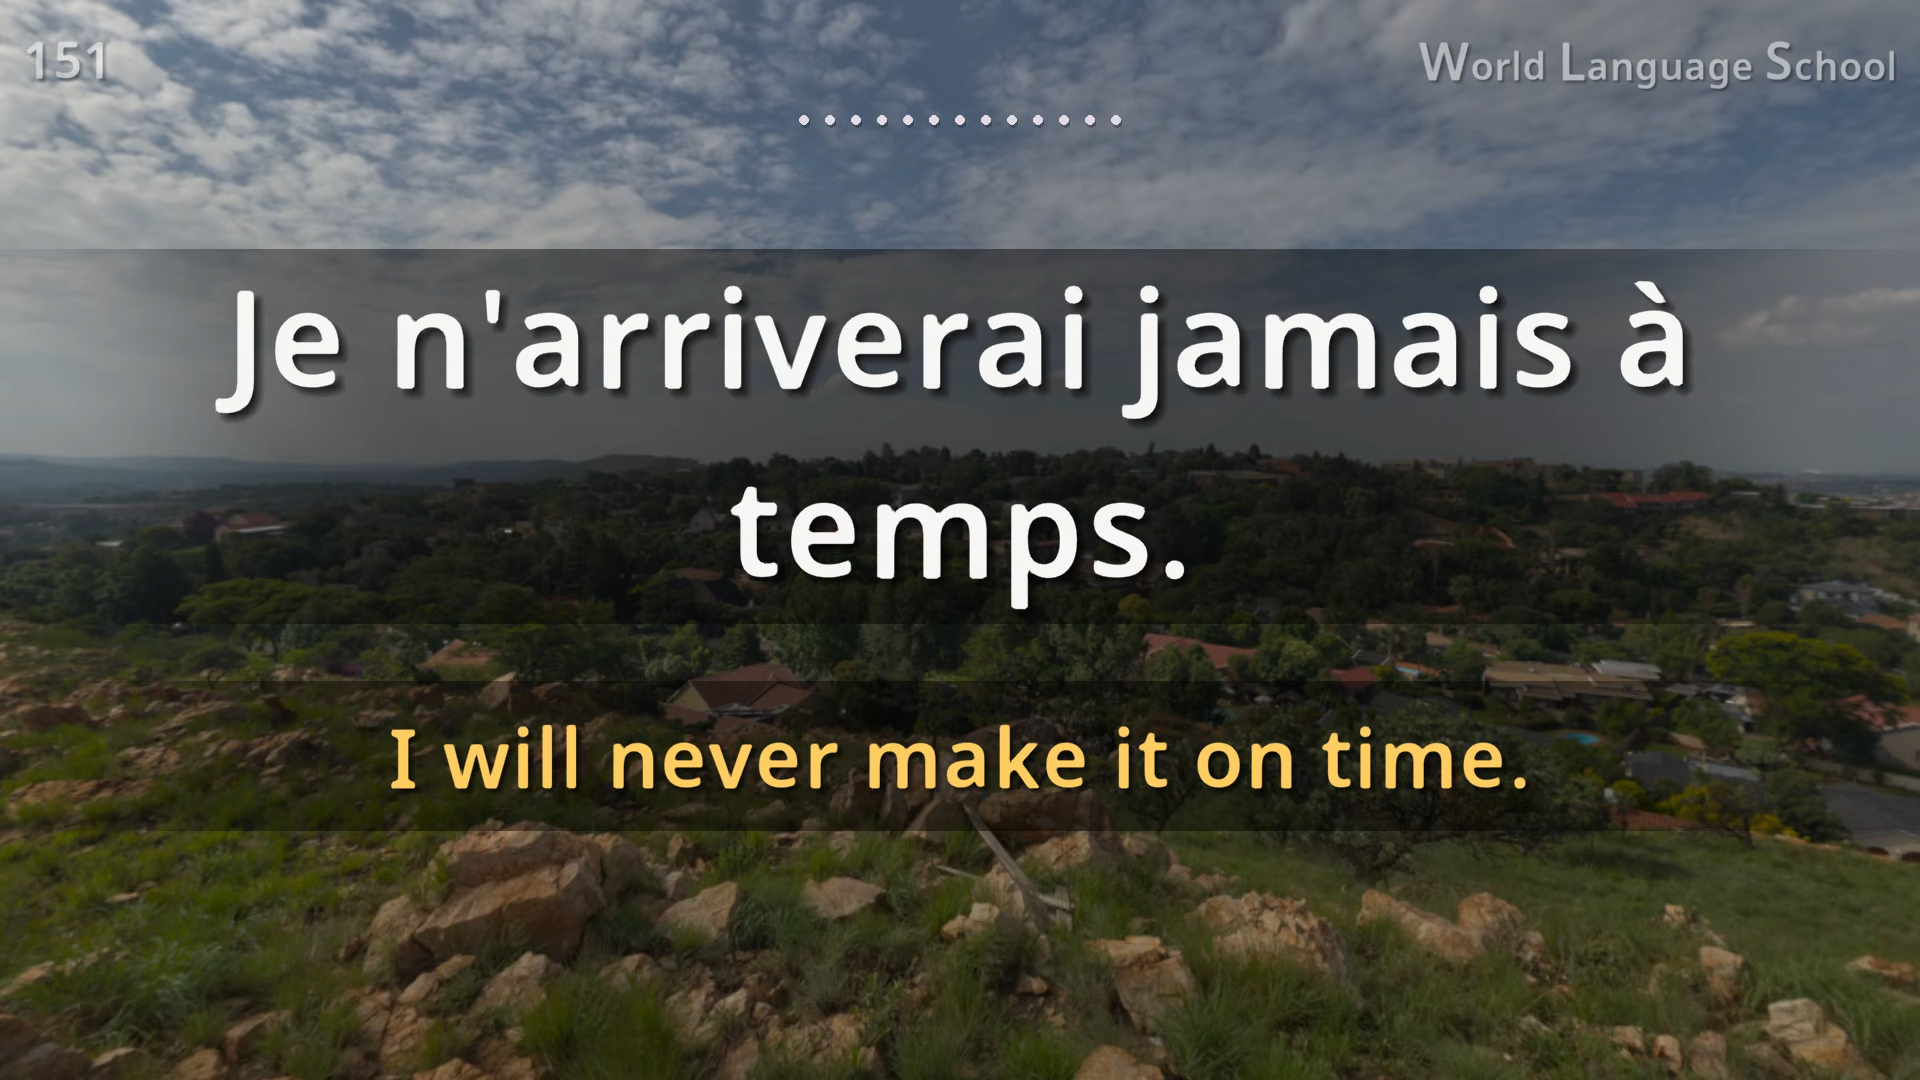 151
World Language School
Je n'arriverai jamais à
temps.
I will never make it on time.